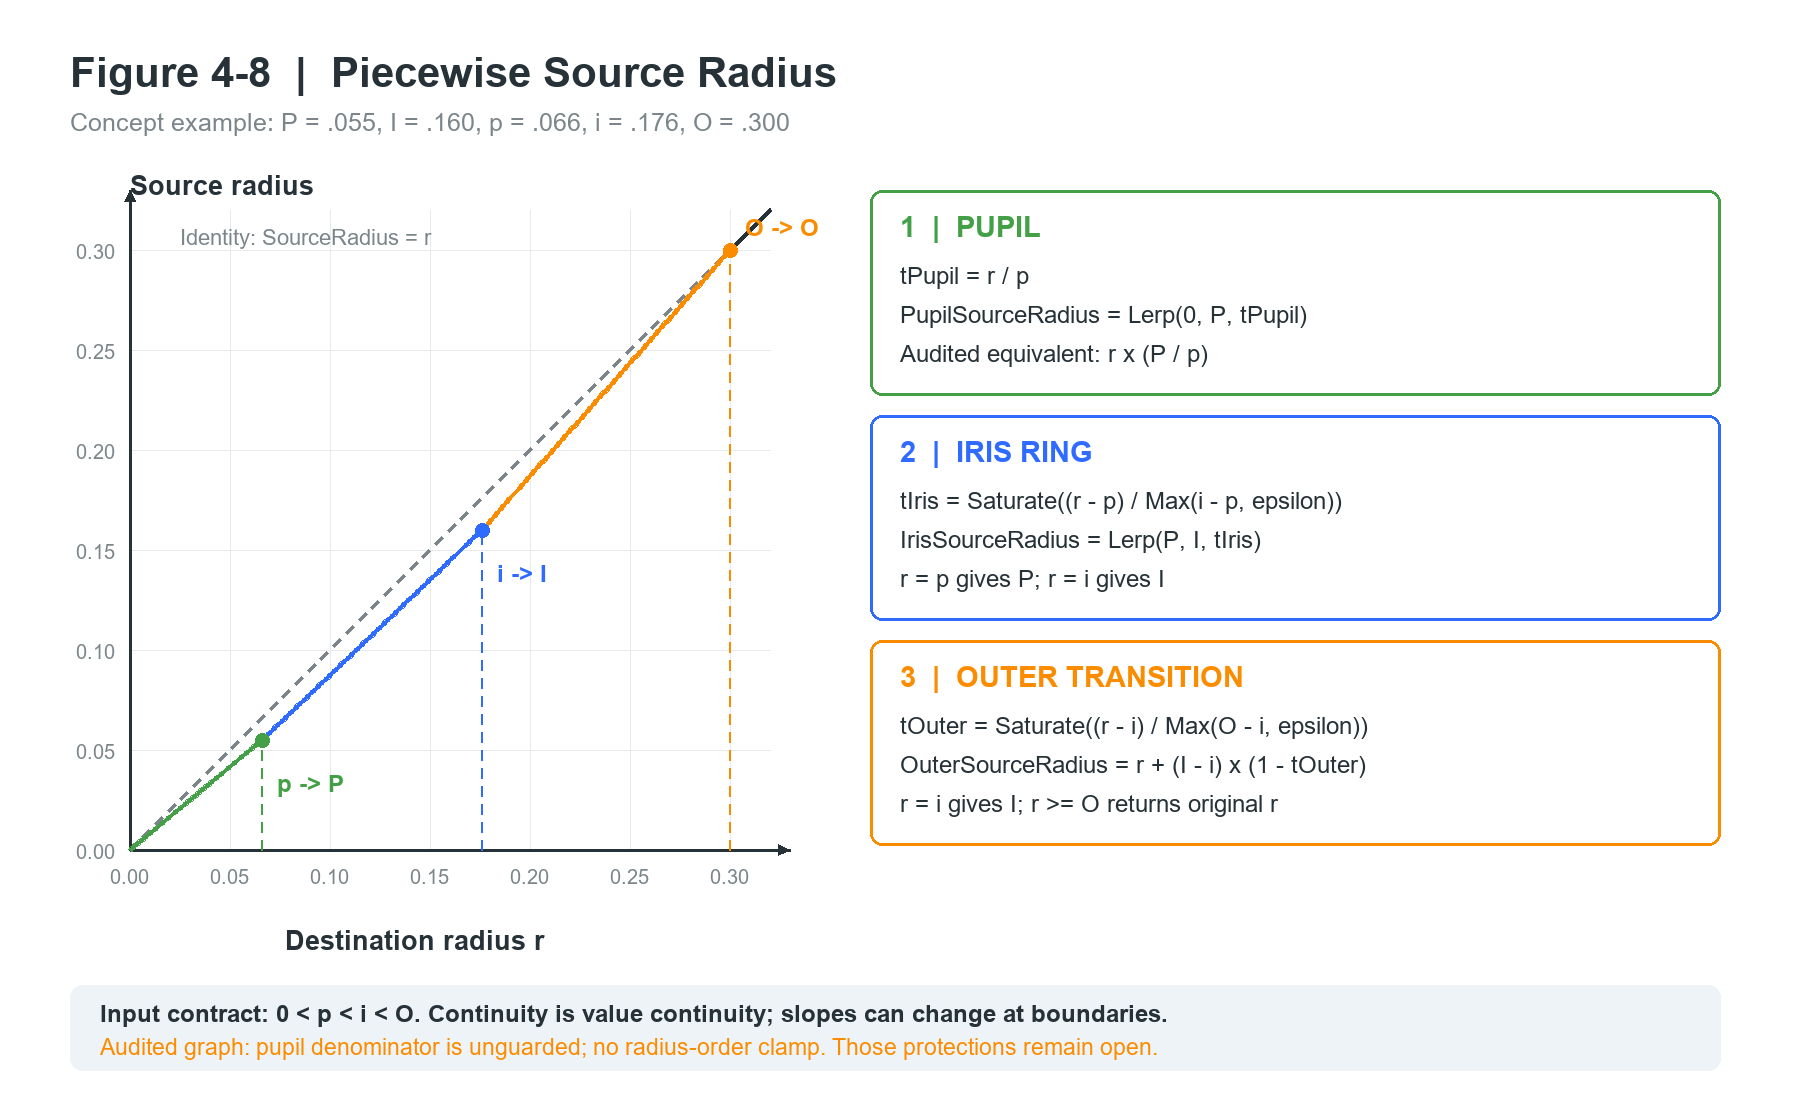 Figure 4-8 | Piecewise Source Radius
Concept example: P = .055, I = .160, p = .066, i = .176, O = .300
Source radius
Identity: SourceRadius = r
O -> O
0.30
0.25
0.20
0.15
0.10
0.05
0.00
i -> I
p -> P
0.00 0.05 0.10 0.15 0.20 0.25 0.30
Destination radius r
1 | PUPIL
tPupil = r / p
PupilSourceRadius = Lerp(0, P, tPupil)
Audited equivalent: r x (P / p)
2 | IRIS RING
tIris = Saturate((r - p) / Max(i - p, epsilon))
IrisSourceRadius = Lerp(P, I, tIris)
r = p gives P; r = i gives I
3 | OUTER TRANSITION
tOuter = Saturate((r - i) / Max(O - i, epsilon))
OuterSourceRadius = r + (I - i) x (1 - tOuter)
r = i gives I; r >= O returns original r
Input contract: 0 < p < i < O. Continuity is value continuity; slopes can change at boundaries.
Audited graph: pupil denominator is unguarded; no radius-order clamp. Those protections remain open.